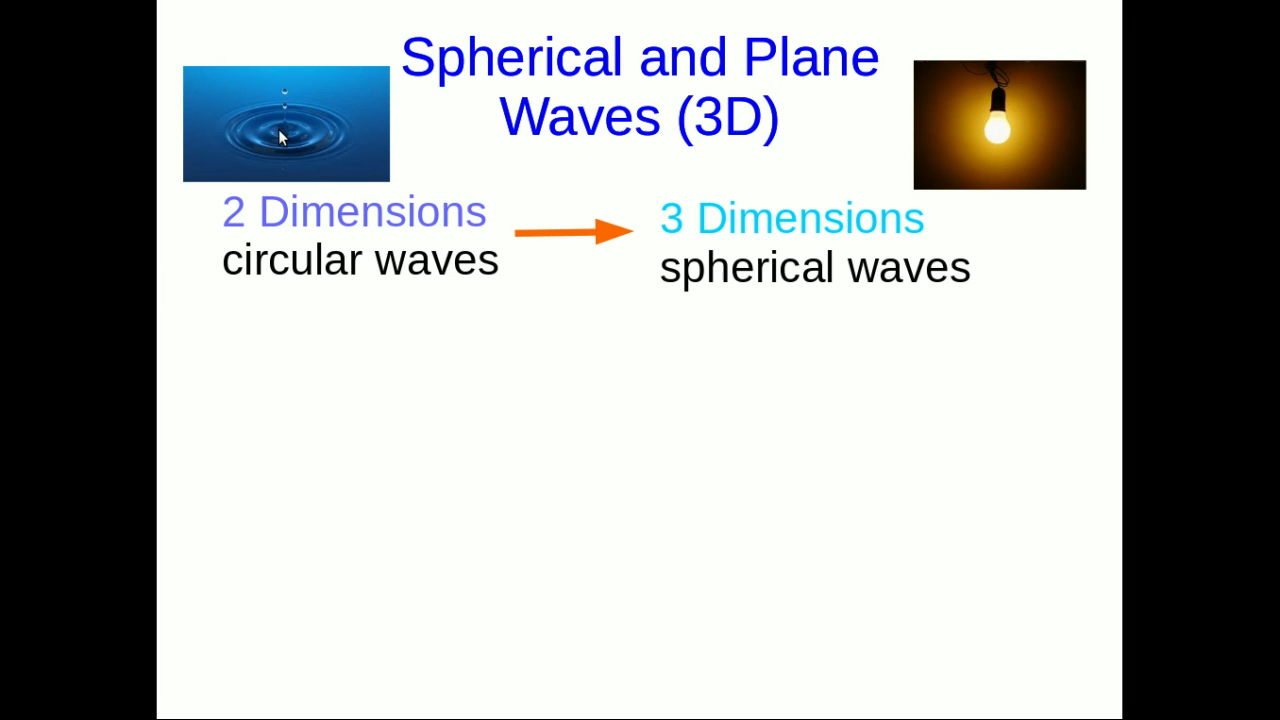 Spherical and Plane
Waves (3D)
2 Dimensions
circular waves
3 Dimensions
spherical waves